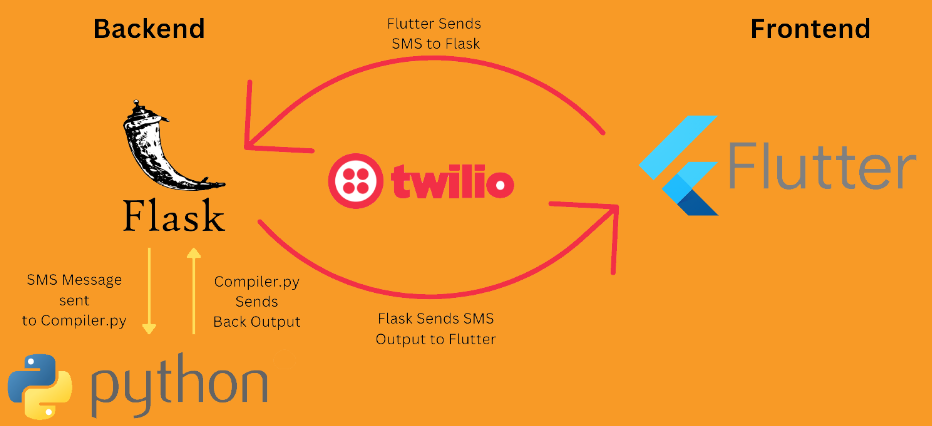 Backend
Frontend
Flutter Sends
SMS to Flask
Flask
twilio
Flutter
SMS Message
sent
to Compiler.py
Compiler.py
Sends
Back Output
Flask Sends SMS
Output to Flutter
python